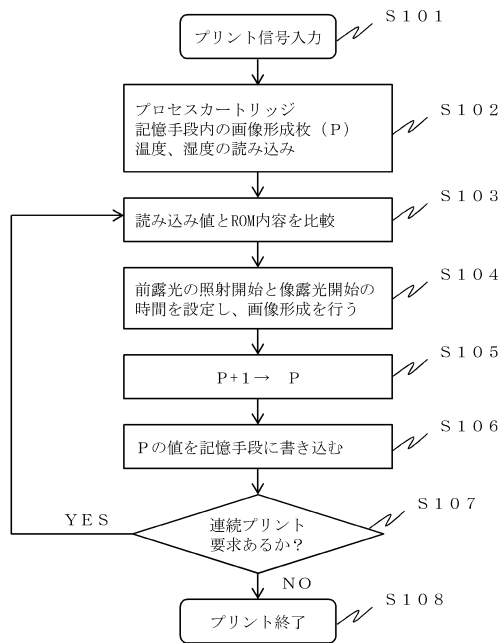 S101
プリント信号入力
S102
プロセスカートリッジ
記憶手段内の画像形成枚（P）
温度、湿度の読み込み
S103
読み込み値とROM内容を比較
S104
前露光の照射開始と像露光開始の
時間を設定し、画像形成を行う
S105
P+1→ P
S106
Pの値を記憶手段に書き込む
S107
YES
連続プリント
要求あるか？
NO
S108
プリント終了